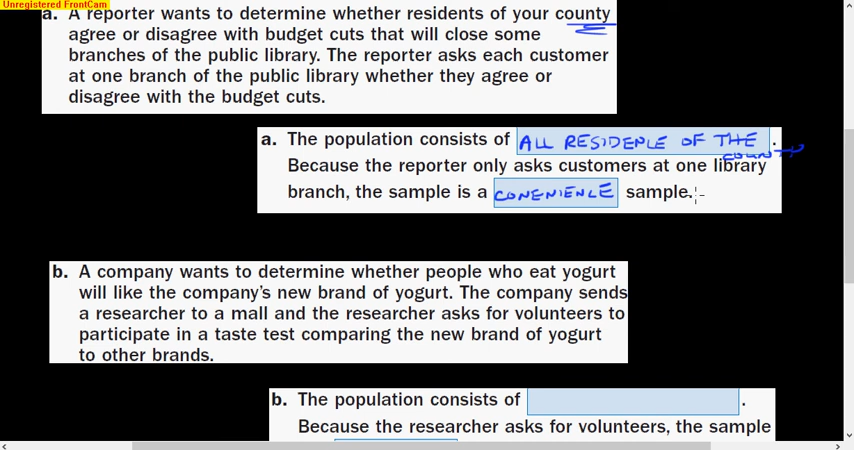 Unregistered FrontCam
a. A reporter wants to determine whether residents of your county
agree or disagree with budget cuts that will close some
branches of the public library. The reporter asks each customer
at one branch of the public library whether they agree or
disagree with the budget cuts.
a. The population consists of ALL RESIDENCE OF THE .
COUNTY
Because the reporter only asks customers at one library
branch, the sample is a CONENIENCE sample.
b. A company wants to determine whether people who eat yogurt
will like the company's new brand of yogurt. The company sends
a researcher to a mall and the researcher asks for volunteers to
participate in a taste test comparing the new brand of yogurt
to other brands.
b. The population consists of .
Because the researcher asks for volunteers, the sample